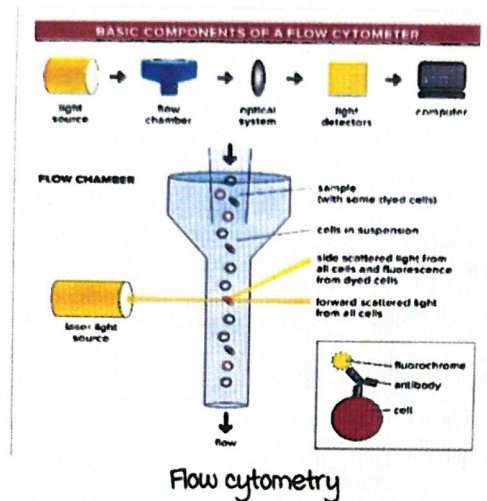 BASIC COMPONENTS OF A FLOW CYTOMETER
light
source
flow
chamber
optical
system
light
detectors
computer
FLOW CHAMBER
sample
(with some dyed cells)
cells in suspension
side scattered light from
all cells and fluorescence
from dyed cells
forward scattered light
from all cells
laser light
source
fluorochrome
antibody
cell
flow
Flow cytometry